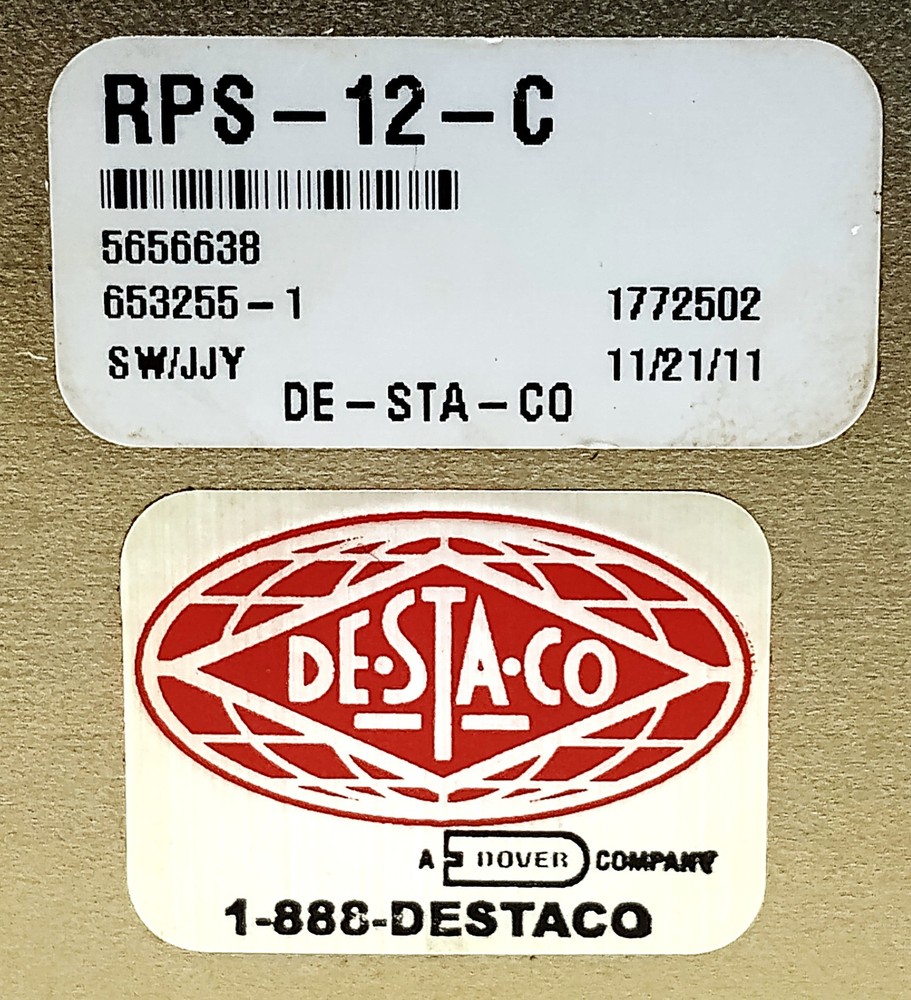 RPS-12-C
5656638
653255-1 1772502
SW/JJY 11/21/11
DE-STA-CO
DE·STA·CO
A DOVER COMPANY
1-888-DESTACO